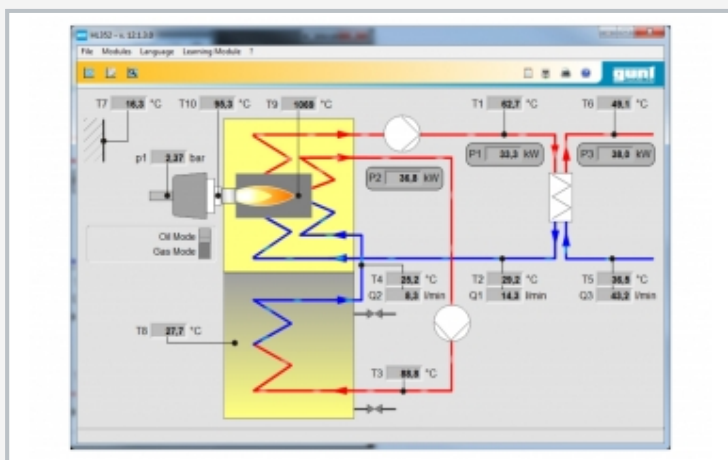 HL352 - v. 12.1.3.0
File Modules Language Learning Module ?
gunt
T7 16,3 °C T10 98,3 °C T9 1068 °C T1 62,7 °C T6 49,1 °C
p1 2,37 bar
P1 33,3 kW P3 38,0 kW
P2 36,8 kW
Oil Mode
Gas Mode
T4 25,2 °C T2 29,2 °C T5 36,5 °C
Q2 8,3 l/min Q1 14,3 l/min Q3 43,2 l/min
T8 27,7 °C
T3 88,8 °C